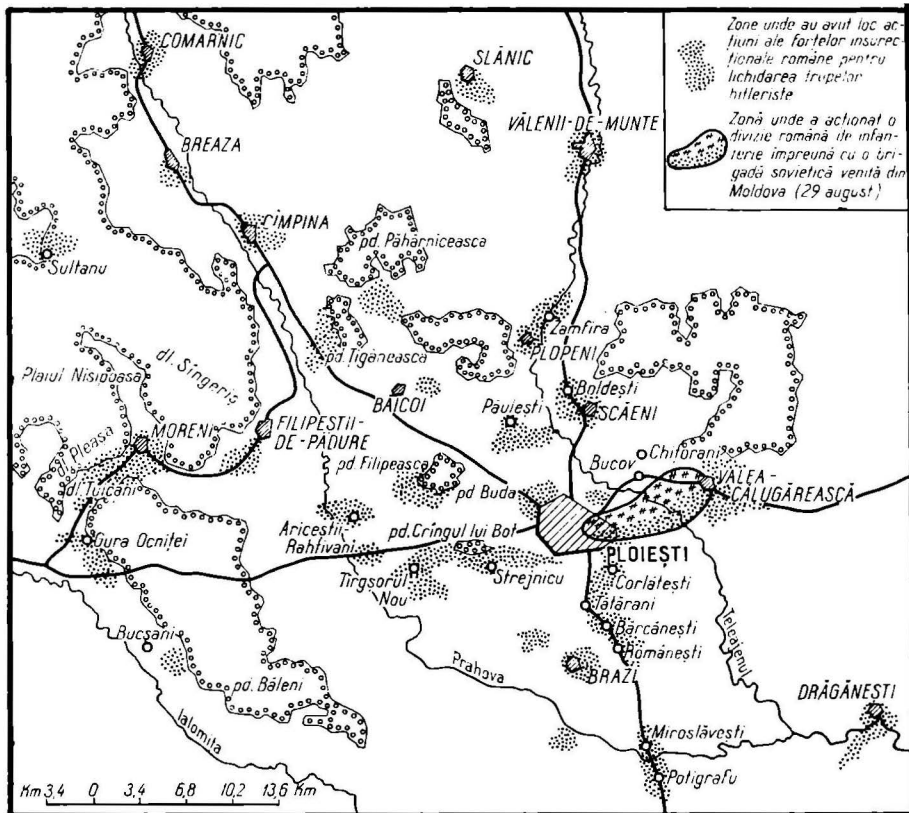 COMARNIC
SLĂNIC
Zone unde au avut loc ac-
țiuni ale forțelor insurec-
ționale române pentru
lichidarea trupelor
hitleriste
Zonă unde a acționat o
divizie română de infan-
terie împreună cu o bri-
gadă sovietică venită din
Moldova (29 august)
VĂLENII-DE-MUNTE
BREAZA
CÎMPINA
pd. Păharniceasca
Sultanu
Zamfira
PLOPENI
pd. Țigăneasca
dl. Sîngeriș
Plaiul Nisipoasa
BĂICOI
Boldești
SCĂENI
Păulești
FILIPEȘTII-
DE-PĂDURE
MORENI
dl. Pleașa
Chițorani
Bucov
VALEA-
CĂLUGĂREASCĂ
pd. Filipeasca
pd Buda
dl. Țuicani
Aricești-
Rahtivani
pd. Crîngul lui Bot
Gura Ocniței
PLOIEȘTI
Tîrgșorul
Nou
Strejnicu
Corlătești
Tătărani
Bărcănești
Românești
Bucșani
Teleajenul
BRAZI
Prahova
pd. Băleni
DRĂGĂNEȘTI
Ialomița
Miroslăvești
Potigrafu
Km 3,4 0 3,4 6,8 10,2 13,6 Km